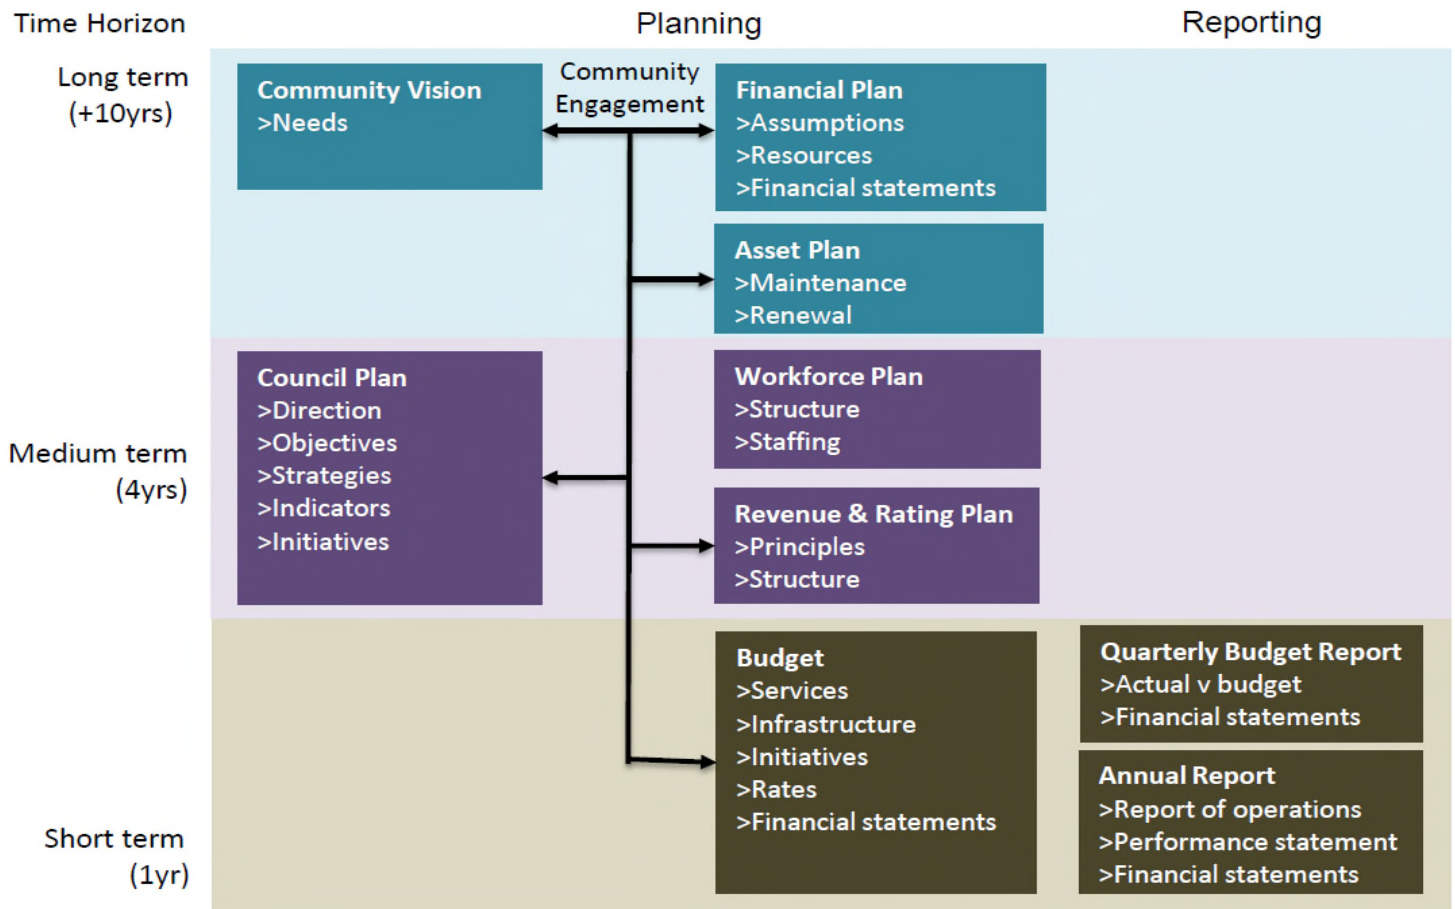 Time Horizon
Planning
Reporting
Long term
(+10yrs)
Community Vision
>Needs
Community
Engagement
Financial Plan
>Assumptions
>Resources
>Financial statements
Asset Plan
>Maintenance
>Renewal
Medium term
(4yrs)
Council Plan
>Direction
>Objectives
>Strategies
>Indicators
>Initiatives
Workforce Plan
>Structure
>Staffing
Revenue & Rating Plan
>Principles
>Structure
Short term
(1yr)
Budget
>Services
>Infrastructure
>Initiatives
>Rates
>Financial statements
Quarterly Budget Report
>Actual v budget
>Financial statements
Annual Report
>Report of operations
>Performance statement
>Financial statements